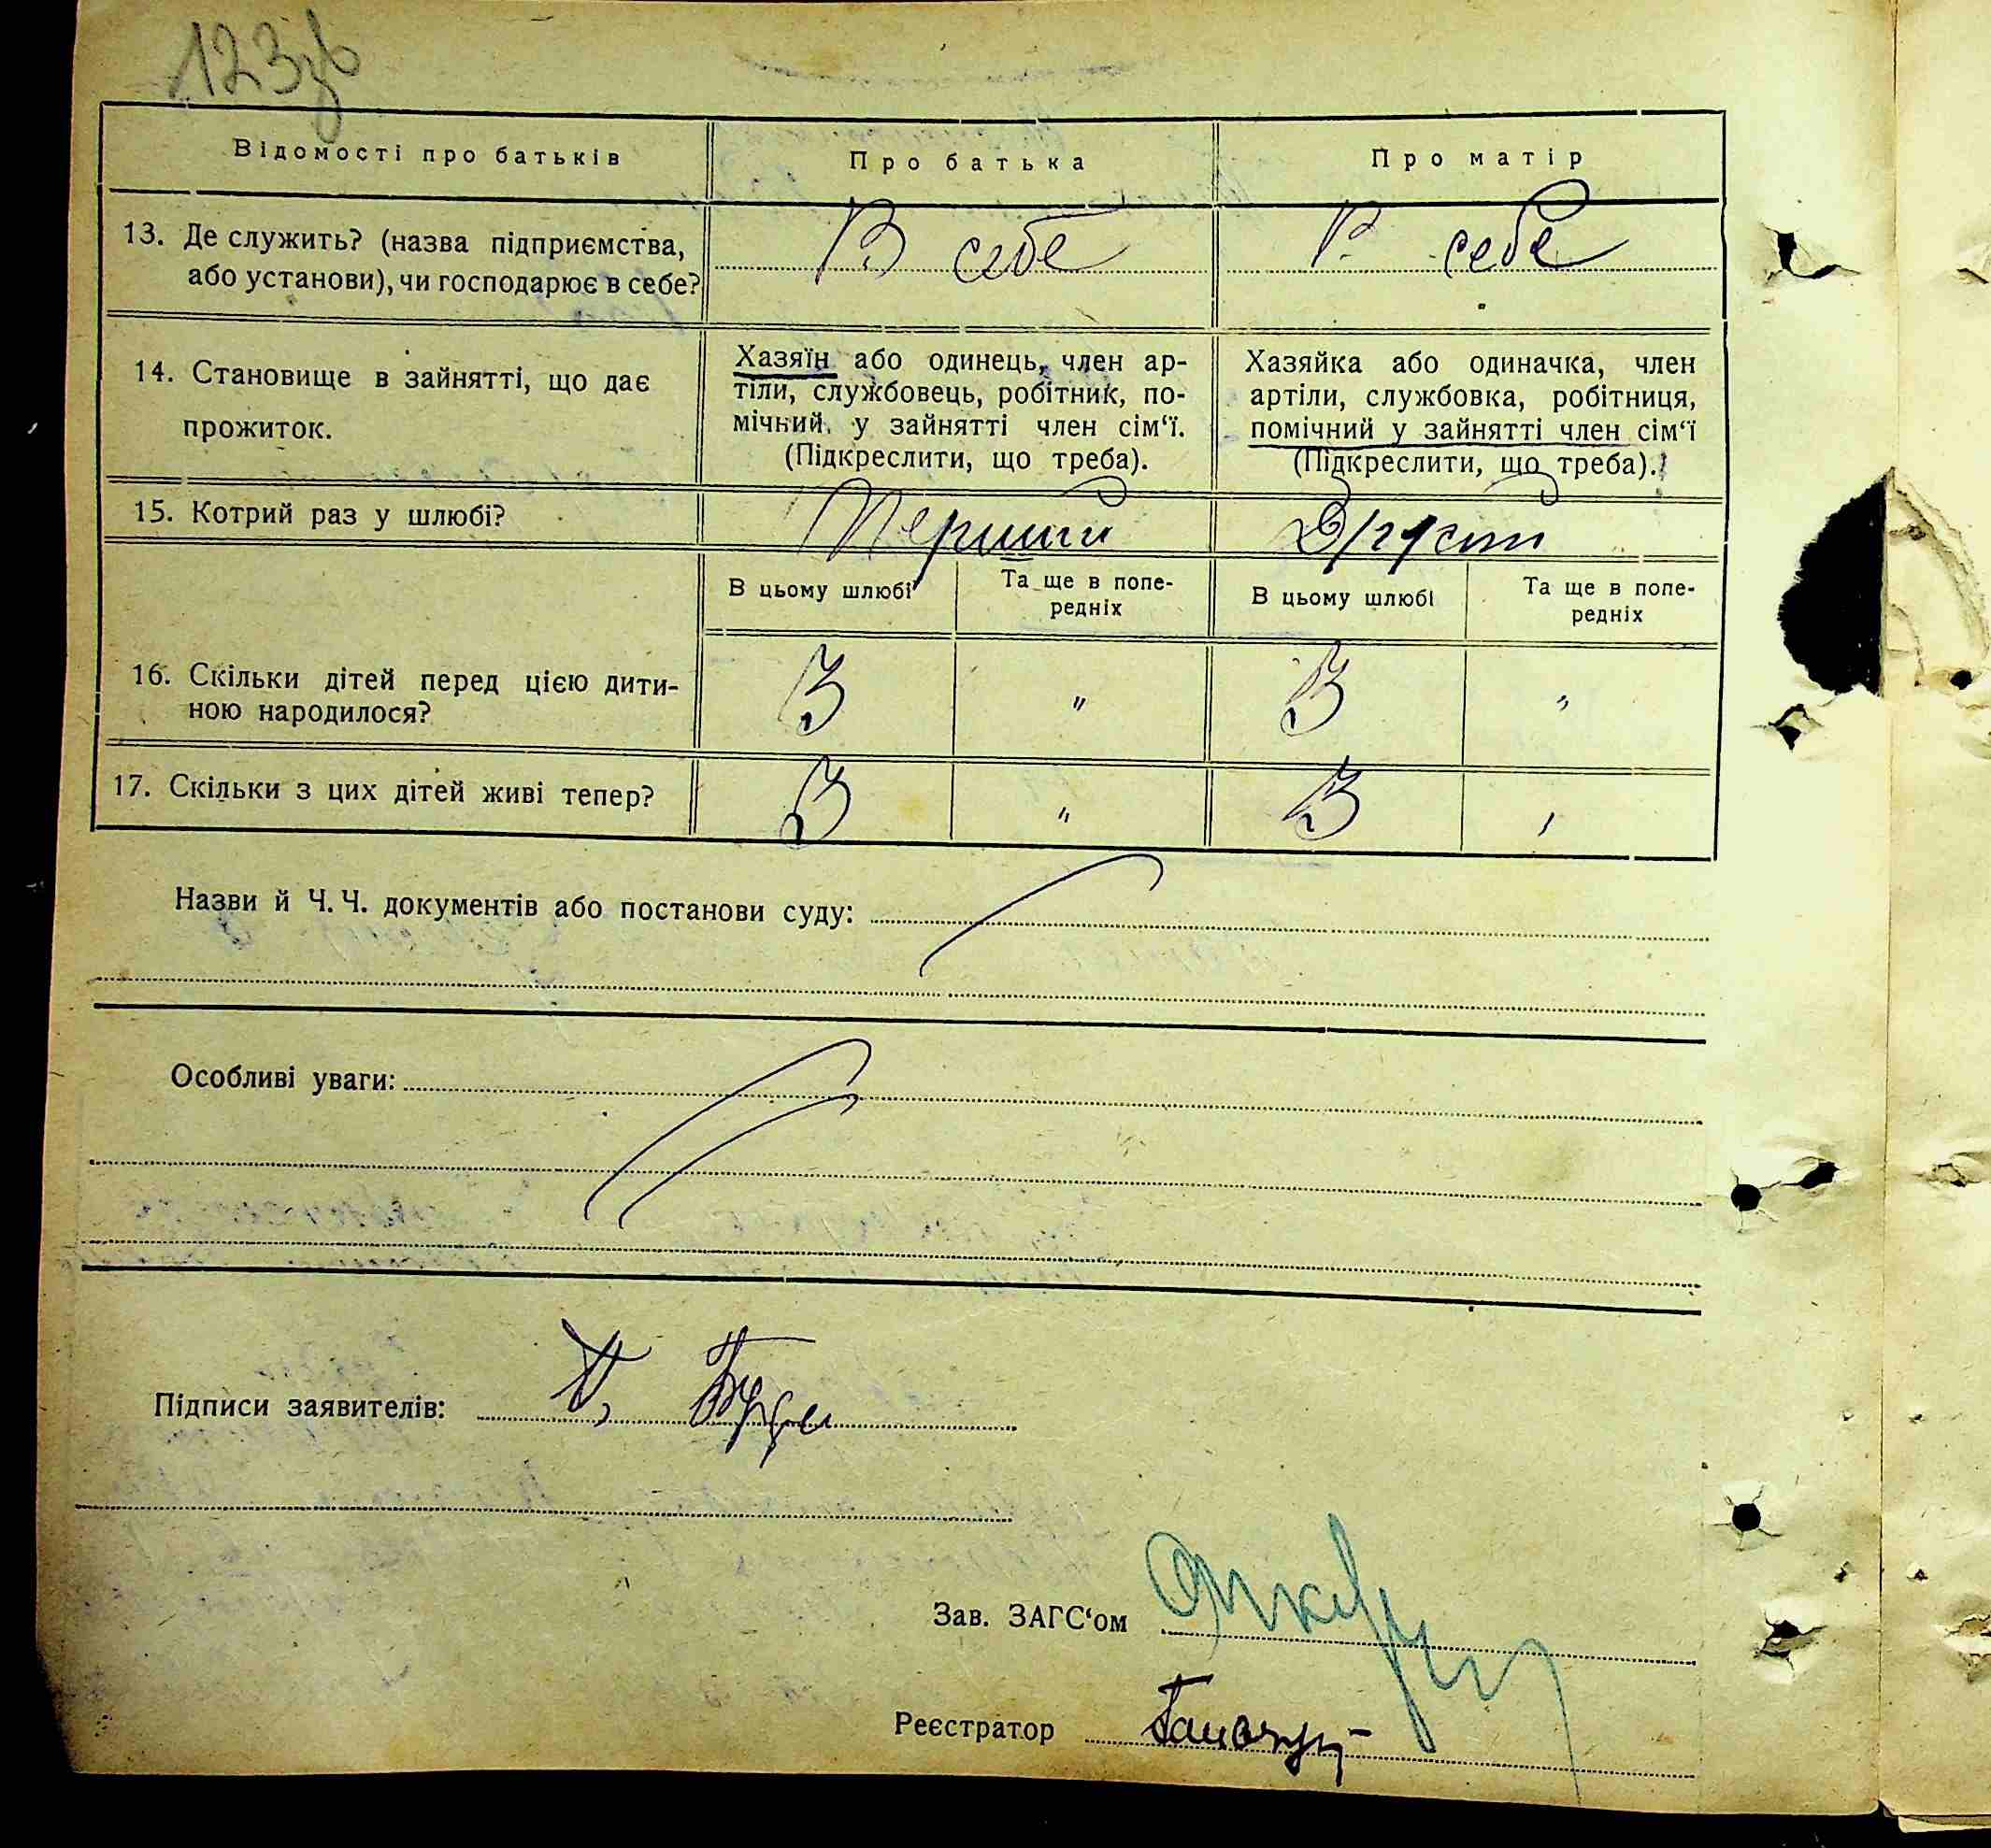 123зв
Відомості про батьків
Про батька
Про матір
13. Де служить? (назва підприємства,
або установи), чи господарює в себе?
В себе
В себе
14. Становище в зайнятті, що дає
прожиток.
Хазяїн або одинець, член ар-
тіли, службовець, робітник, по-
мічний у зайнятті член сім‘ї.
(Підкреслити, що треба).
Хазяйка або одиначка, член
артіли, службовка, робітниця,
помічний у зайнятті член сім‘ї
(Підкреслити, що треба).
15. Котрий раз у шлюбі?
Перший
Другий
В цьому шлюбі
Та ще в попе-
редніх
В цьому шлюбі
Та ще в попе-
редніх
16. Скільки дітей перед цією дити-
ною народилося?
3 " 3 "
17. Скільки з цих дітей живі тепер?
3 " 3
Назви й Ч. Ч. документів або постанови суду:
Особливі уваги:
Підписи заявителів:
Зав. ЗАГС‘ом
Реєстратор